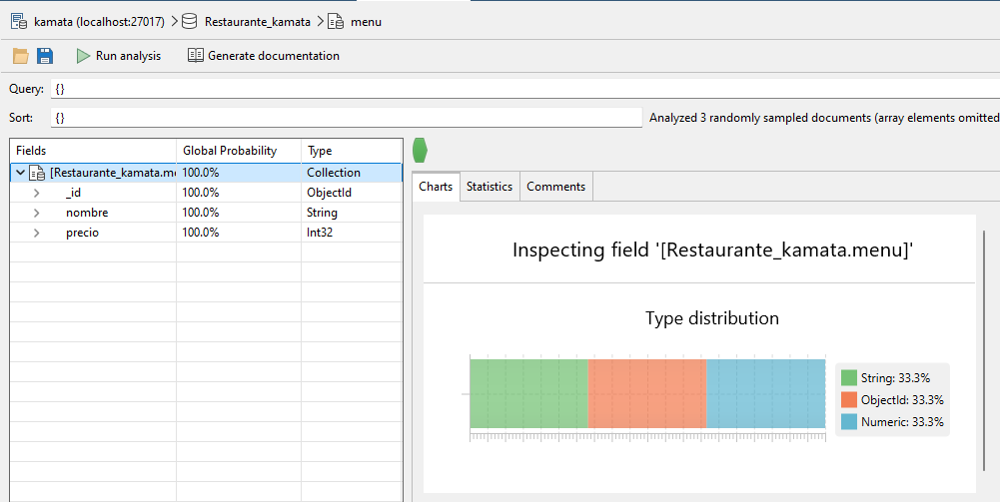 kamata (localhost:27017) Restaurante_kamata menu
Run analysis Generate documentation
Query: {}
Sort: {} Analyzed 3 randomly sampled documents (array elements omitted
Fields Global Probability Type
[Restaurante_kamata.me 100.0% Collection
_id 100.0% ObjectId
nombre 100.0% String
precio 100.0% Int32
Charts Statistics Comments
Inspecting field '[Restaurante_kamata.menu]'
Type distribution
String: 33.3%
ObjectId: 33.3%
Numeric: 33.3%